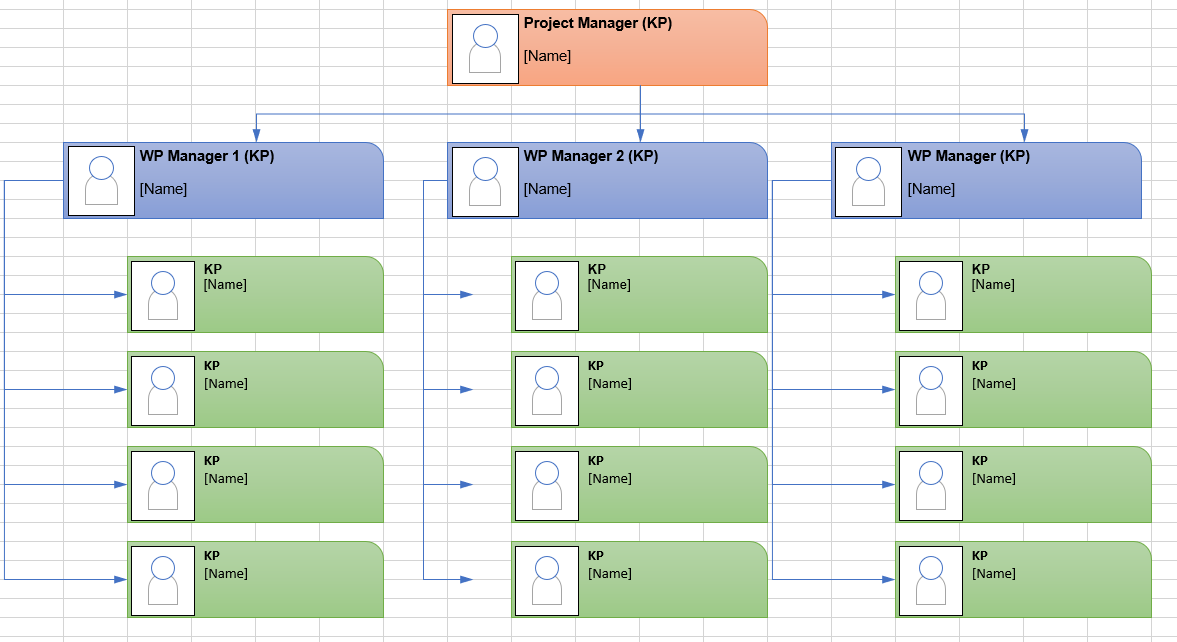 Project Manager (KP)
[Name]
WP Manager 1 (KP)
[Name]
WP Manager 2 (KP)
[Name]
WP Manager (KP)
[Name]
KP
[Name]
KP
[Name]
KP
[Name]
KP
[Name]
KP
[Name]
KP
[Name]
KP
[Name]
KP
[Name]
KP
[Name]
KP
[Name]
KP
[Name]
KP
[Name]